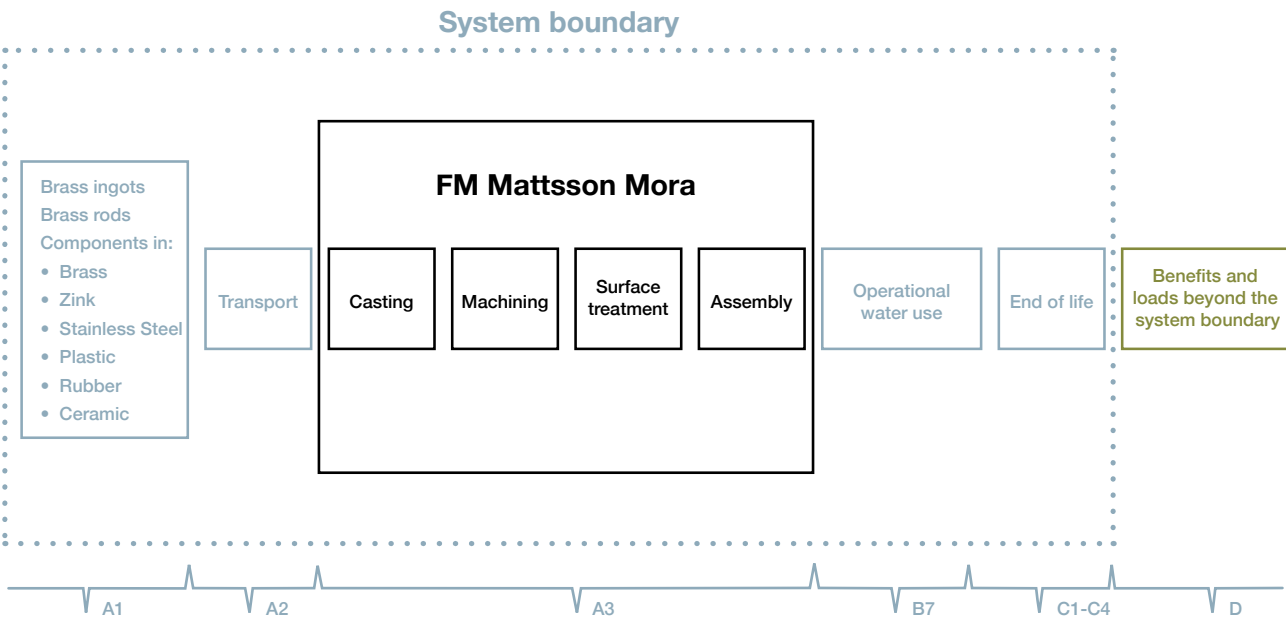 System boundary
Brass ingots
Brass rods
Components in:
• Brass
• Zink
• Stainless Steel
• Plastic
• Rubber
• Ceramic
Transport
FM Mattsson Mora
Casting
Machining
Surface
treatment
Assembly
Operational
water use
End of life
Benefits and
loads beyond the
system boundary
A1
A2
A3
B7
C1-C4
D